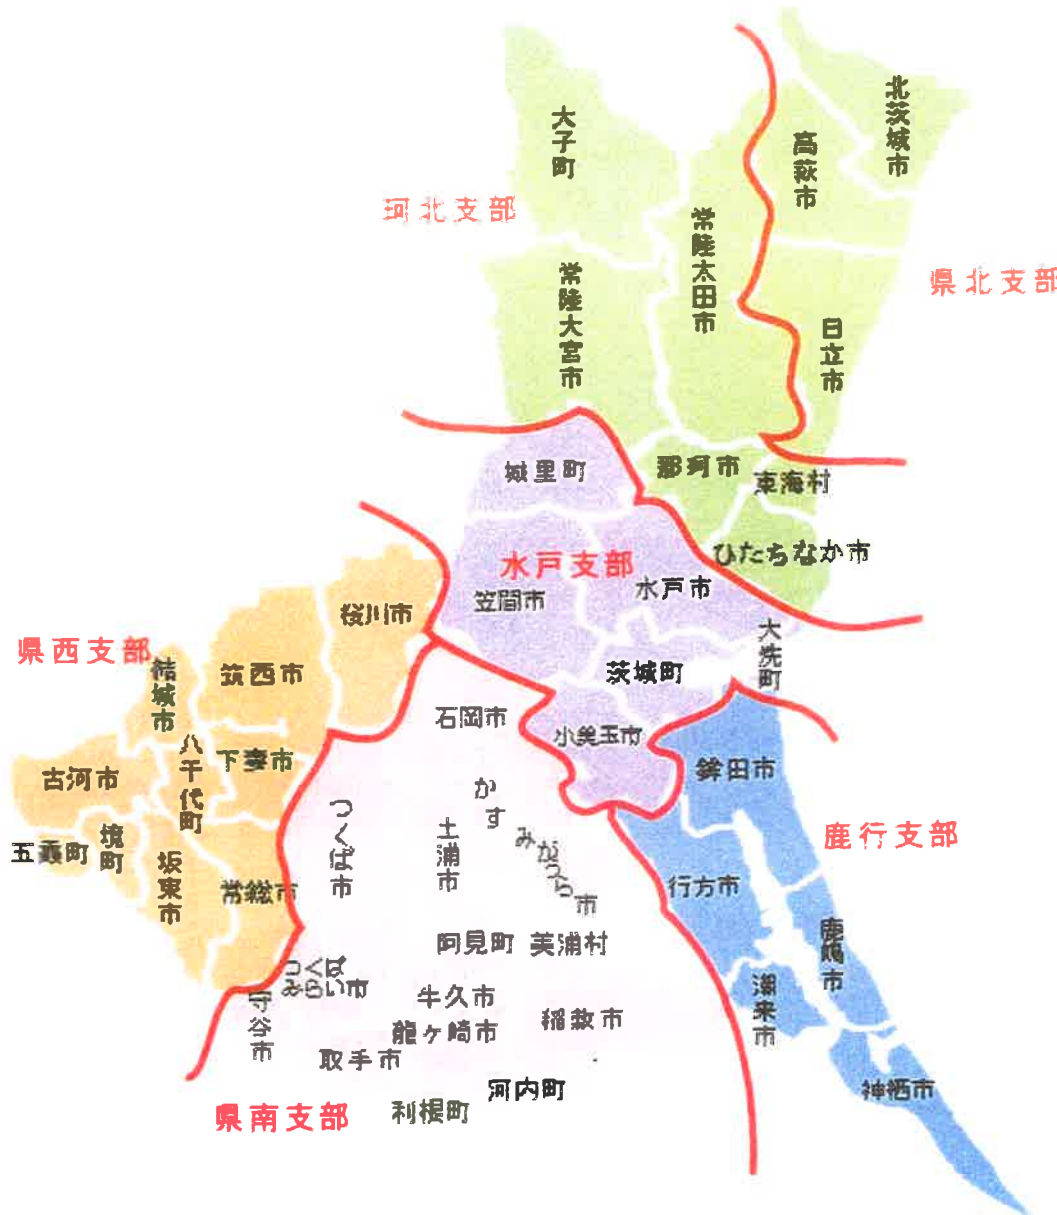 北茨城市
大子町
高萩市
珂北支部
常陸太田市
常陸大宮市
県北支部
日立市
城里町
那珂市
東海村
ひたちなか市
水戸支部
水戸市
笠間市
桜川市
大洗町
県西支部
結城市
筑西市
茨城町
石岡市
小美玉市
八千代町
下妻市
古河市
鉾田市
かすみがうら市
つくば市
土浦市
鹿行支部
境町
五霞町
坂東市
常総市
行方市
鹿嶋市
阿見町
美浦村
つくば
みらい市
守谷市
牛久市
潮来市
龍ヶ崎市
稲敷市
取手市
河内町
神栖市
県南支部
利根町